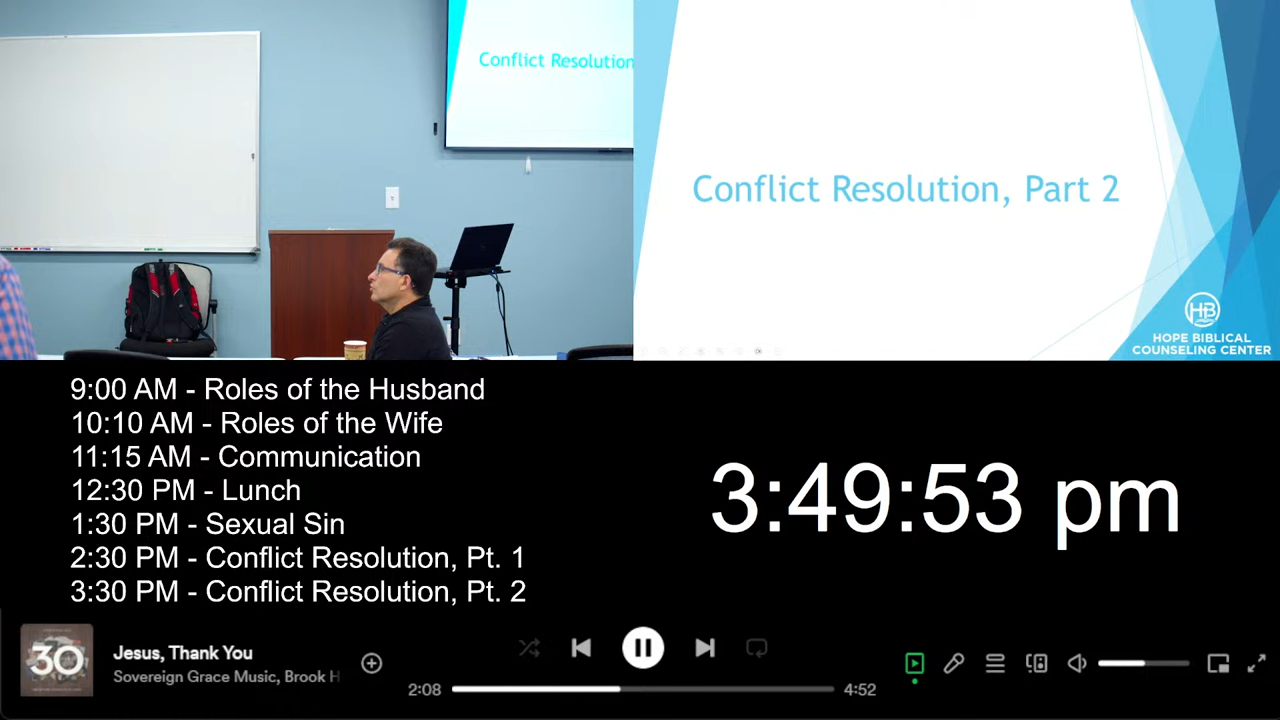 Conflict Resolution
Conflict Resolution, Part 2
HB
HOPE BIBLICAL
COUNSELING CENTER
9:00 AM - Roles of the Husband
10:10 AM - Roles of the Wife
11:15 AM - Communication
12:30 PM - Lunch
1:30 PM - Sexual Sin
2:30 PM - Conflict Resolution, Pt. 1
3:30 PM - Conflict Resolution, Pt. 2
3:49:53 pm
30
Jesus, Thank You
Sovereign Grace Music, Brook H
2:08
4:52